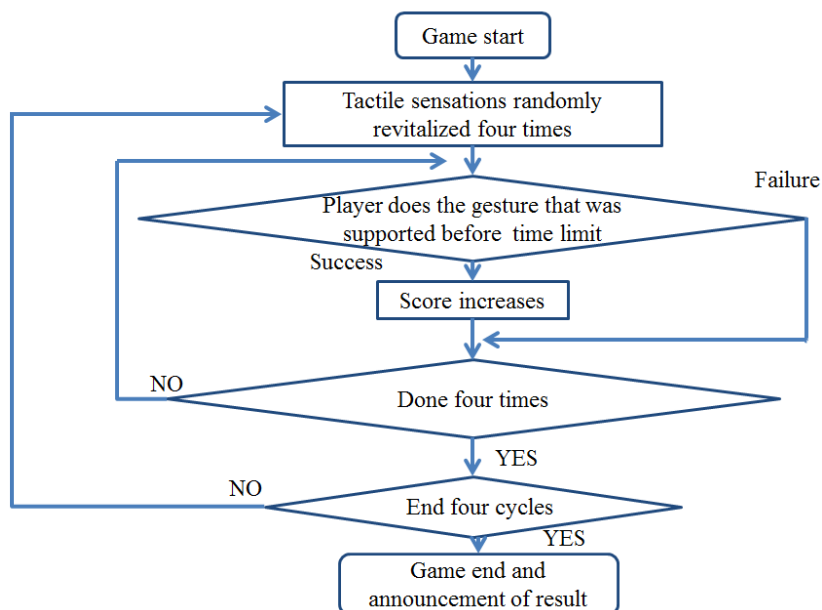 Game start
Tactile sensations randomly
revitalized four times
Failure
Player does the gesture that was
supported before time limit
Success
Score increases
NO
Done four times
YES
NO
End four cycles
YES
Game end and
announcement of result